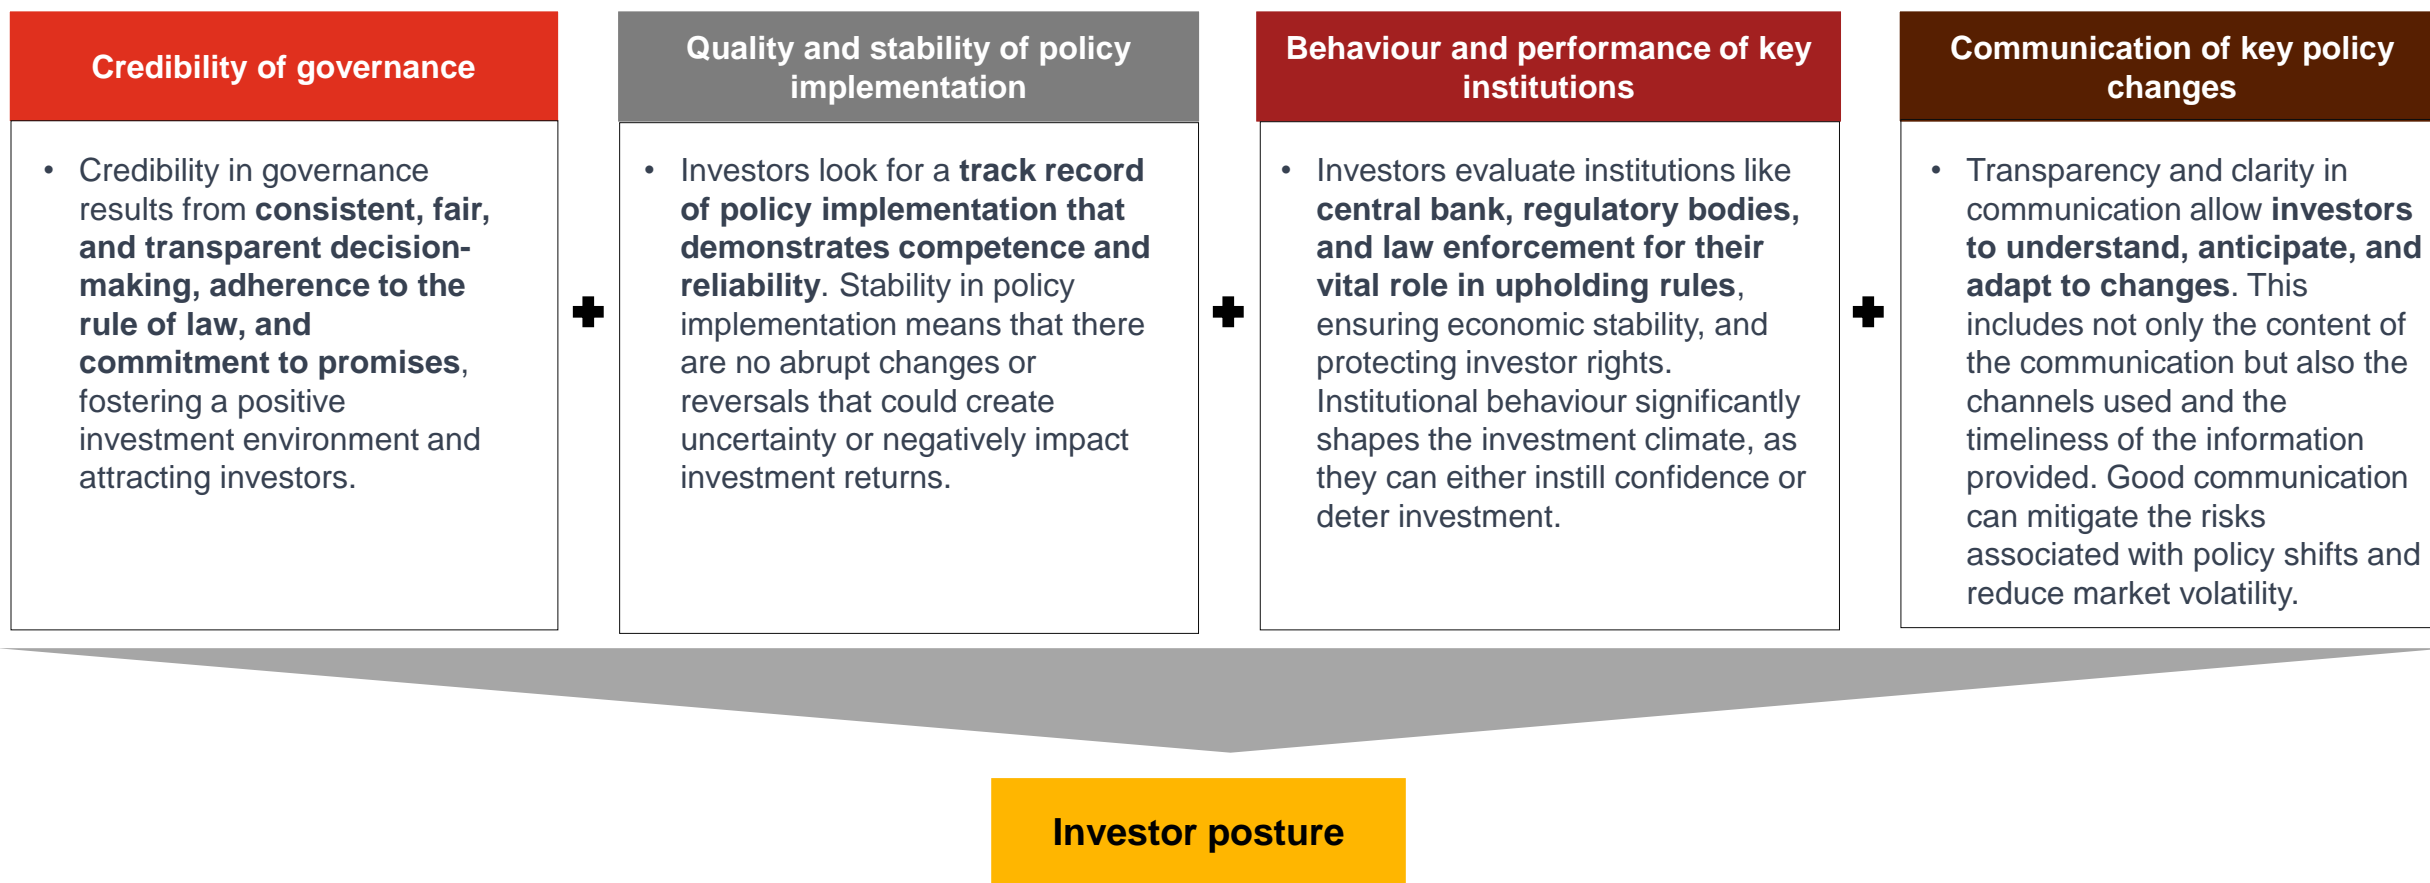 Credibility of governance
• Credibility in governance
results from consistent, fair,
and transparent decision-
making, adherence to the
rule of law, and
commitment to promises,
fostering a positive
investment environment and
attracting investors.
Quality and stability of policy
implementation
• Investors look for a track record
of policy implementation that
demonstrates competence and
reliability. Stability in policy
implementation means that there
are no abrupt changes or
reversals that could create
uncertainty or negatively impact
investment returns.
Behaviour and performance of key
institutions
• Investors evaluate institutions like
central bank, regulatory bodies,
and law enforcement for their
vital role in upholding rules,
ensuring economic stability, and
protecting investor rights.
Institutional behaviour significantly
shapes the investment climate, as
they can either instill confidence or
deter investment.
Communication of key policy
changes
• Transparency and clarity in
communication allow investors
to understand, anticipate, and
adapt to changes. This
includes not only the content of
the communication but also the
channels used and the
timeliness of the information
provided. Good communication
can mitigate the risks
associated with policy shifts and
reduce market volatility.
Investor posture